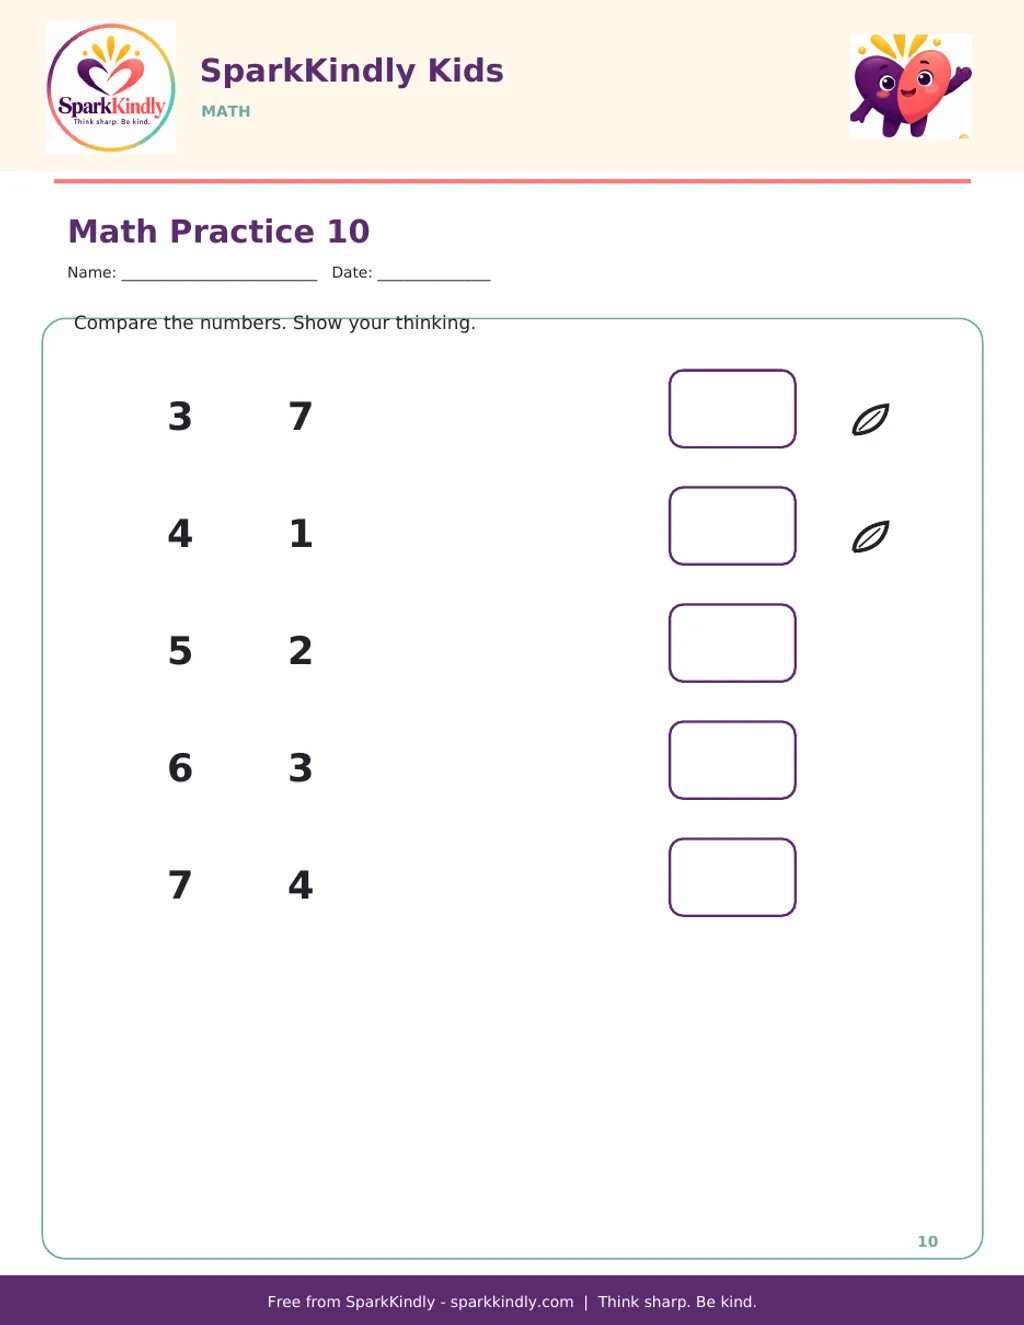 SparkKindly
Think sharp. Be kind.
SparkKindly Kids
MATH
Math Practice 10
Name: __________________________ Date: _______________
Compare the numbers. Show your thinking.
3 7
4 1
5 2
6 3
7 4
10
Free from SparkKindly - sparkkindly.com | Think sharp. Be kind.